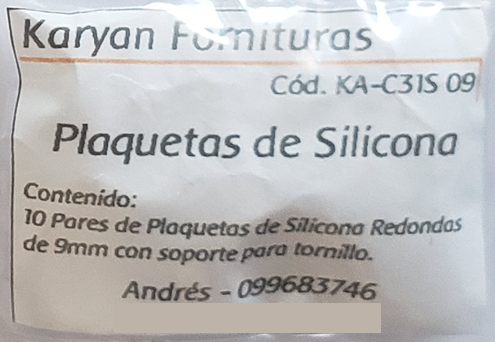 Karyan Fornituras
Cód. KA-C31S 09
Plaquetas de Silicona
Contenido:
10 Pares de Plaquetas de Silicona Redondas
de 9mm con soporte para tornillo.
Andrés - 099683746